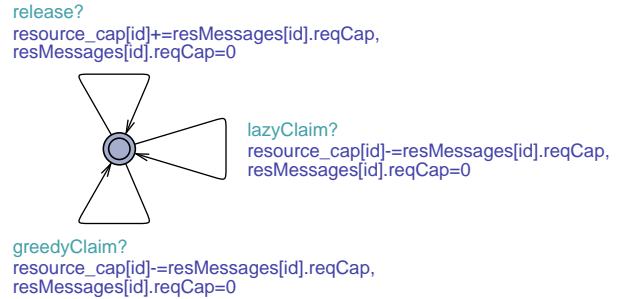 release?
resource_cap[id]+=resMessages[id].reqCap,
resMessages[id].reqCap=0
lazyClaim?
resource_cap[id]-=resMessages[id].reqCap,
resMessages[id].reqCap=0
greedyClaim?
resource_cap[id]-=resMessages[id].reqCap,
resMessages[id].reqCap=0